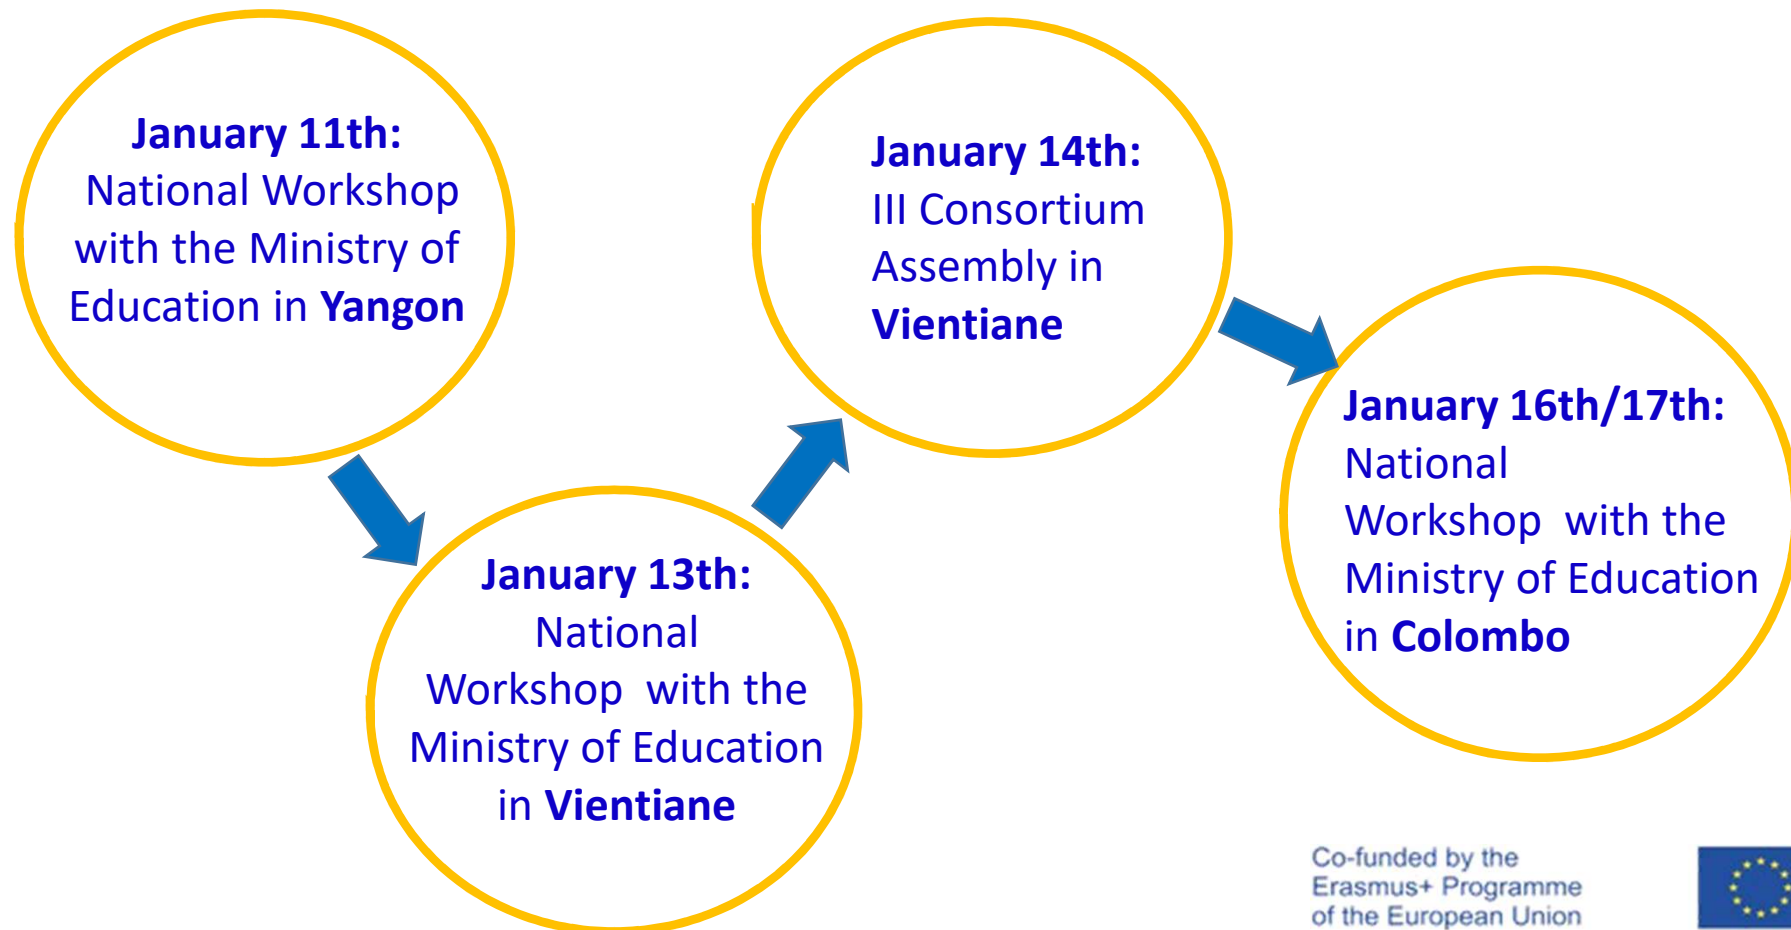 January 11th:
National Workshop
with the Ministry of
Education in Yangon
January 13th:
National
Workshop  with the
Ministry of Education
in Vientiane
January 14th:
III Consortium
Assembly in
Vientiane
January 16th/17th:
National
Workshop  with the
Ministry of Education
in Colombo
Co-funded by the
Erasmus+ Programme
of the European Union